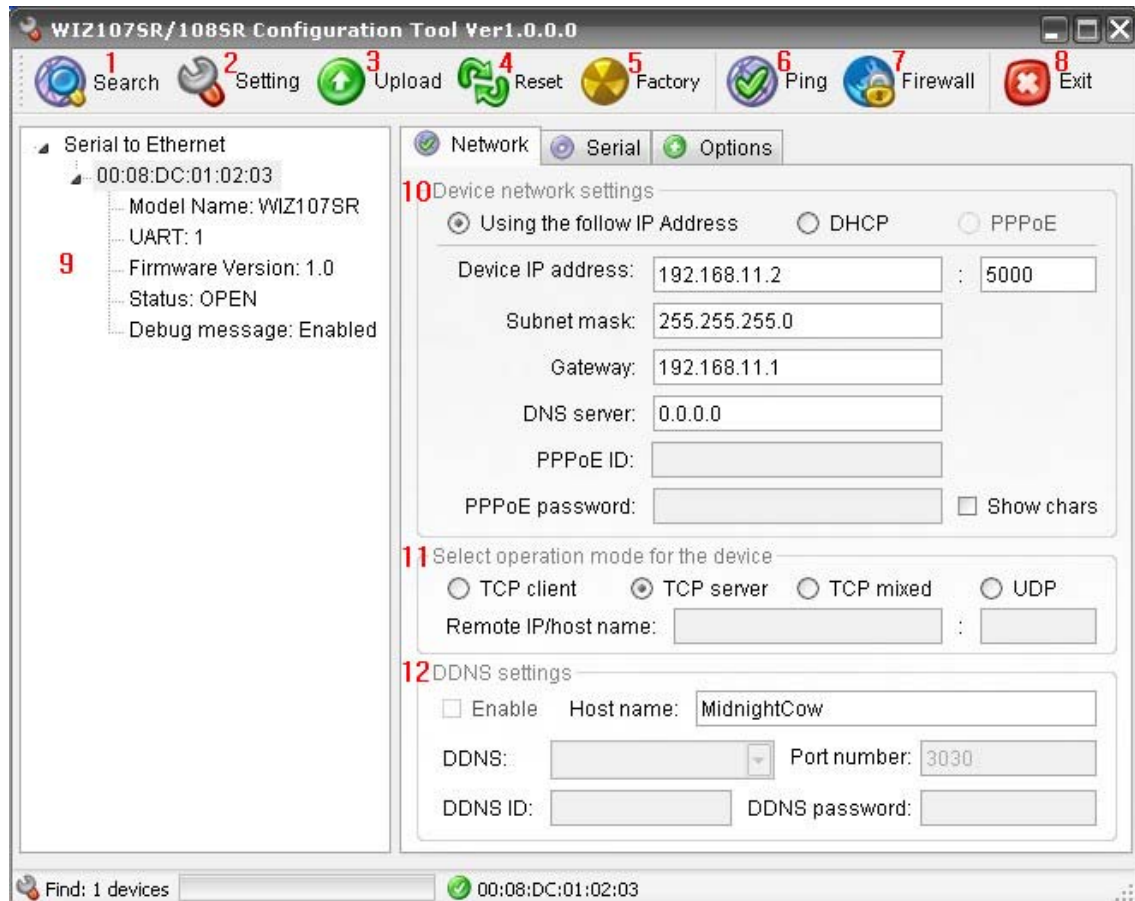 WIZ107SR/108SR Configuration Tool Ver1.0.0.0
1 Search 2 Setting 3 Upload 4 Reset 5 Factory 6 Ping 7 Firewall 8 Exit
Serial to Ethernet
00:08:DC:01:02:03
Model Name: WIZ107SR
UART: 1
9
Firmware Version: 1.0
Status: OPEN
Debug message: Enabled
Network Serial Options
10 Device network settings
Using the follow IP Address DHCP PPPoE
Device IP address: 192.168.11.2 : 5000
Subnet mask: 255.255.255.0
Gateway: 192.168.11.1
DNS server: 0.0.0.0
PPPoE ID:
PPPoE password: Show chars
11 Select operation mode for the device
TCP client TCP server TCP mixed UDP
Remote IP/host name: :
12 DDNS settings
Enable Host name: MidnightCow
DDNS: Port number: 3030
DDNS ID: DDNS password:
Find: 1 devices 00:08:DC:01:02:03